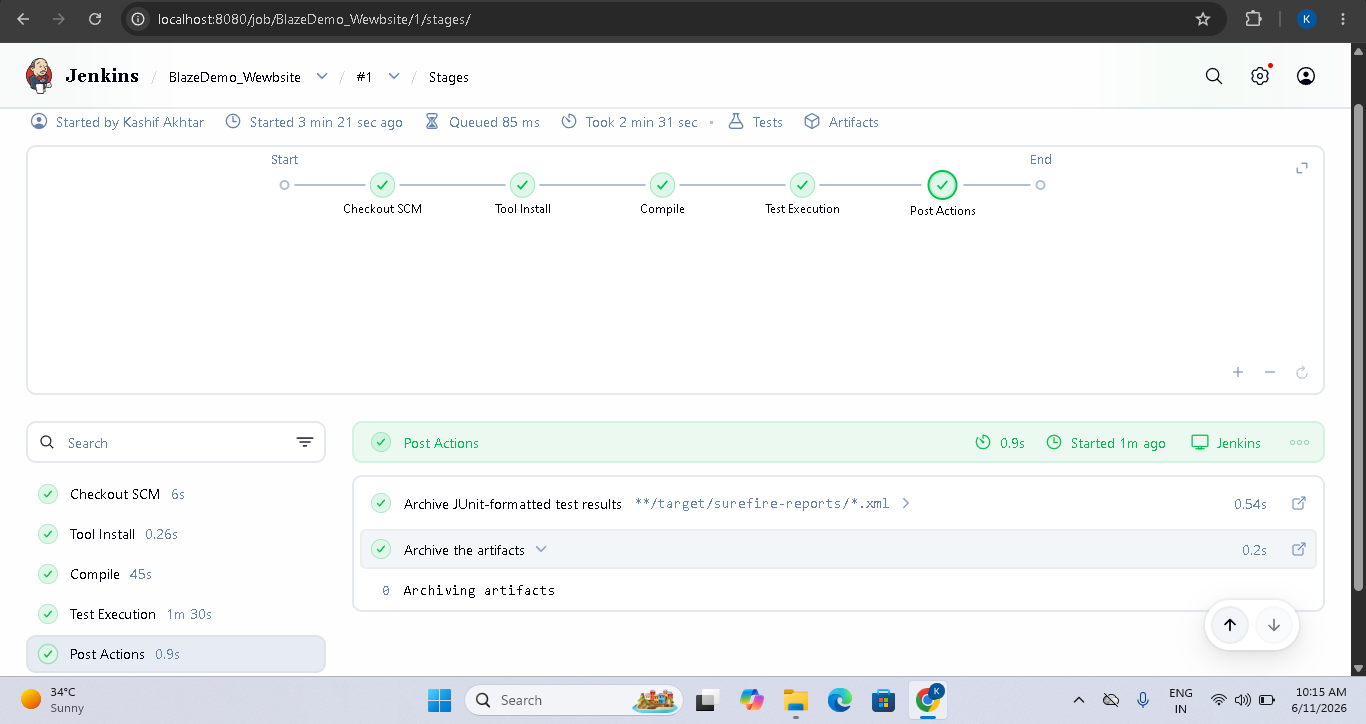 localhost:8080/job/BlazeDemo_Wewbsite/1/stages/
K
Jenkins / BlazeDemo_Wewbsite / #1 / Stages
Started by Kashif Akhtar Started 3 min 21 sec ago Queued 85 ms Took 2 min 31 sec Tests Artifacts
Start End
Checkout SCM Tool Install Compile Test Execution Post Actions
Search
Post Actions 0.9s Started 1m ago Jenkins
Checkout SCM 6s
Tool Install 0.26s
Compile 45s
Test Execution 1m 30s
Post Actions 0.9s
Archive JUnit-formatted test results **/target/surefire-reports/*.xml 0.54s
Archive the artifacts 0.2s
0 Archiving artifacts
34°C
Sunny
Search
K
ENG
IN
10:15 AM
6/11/2026